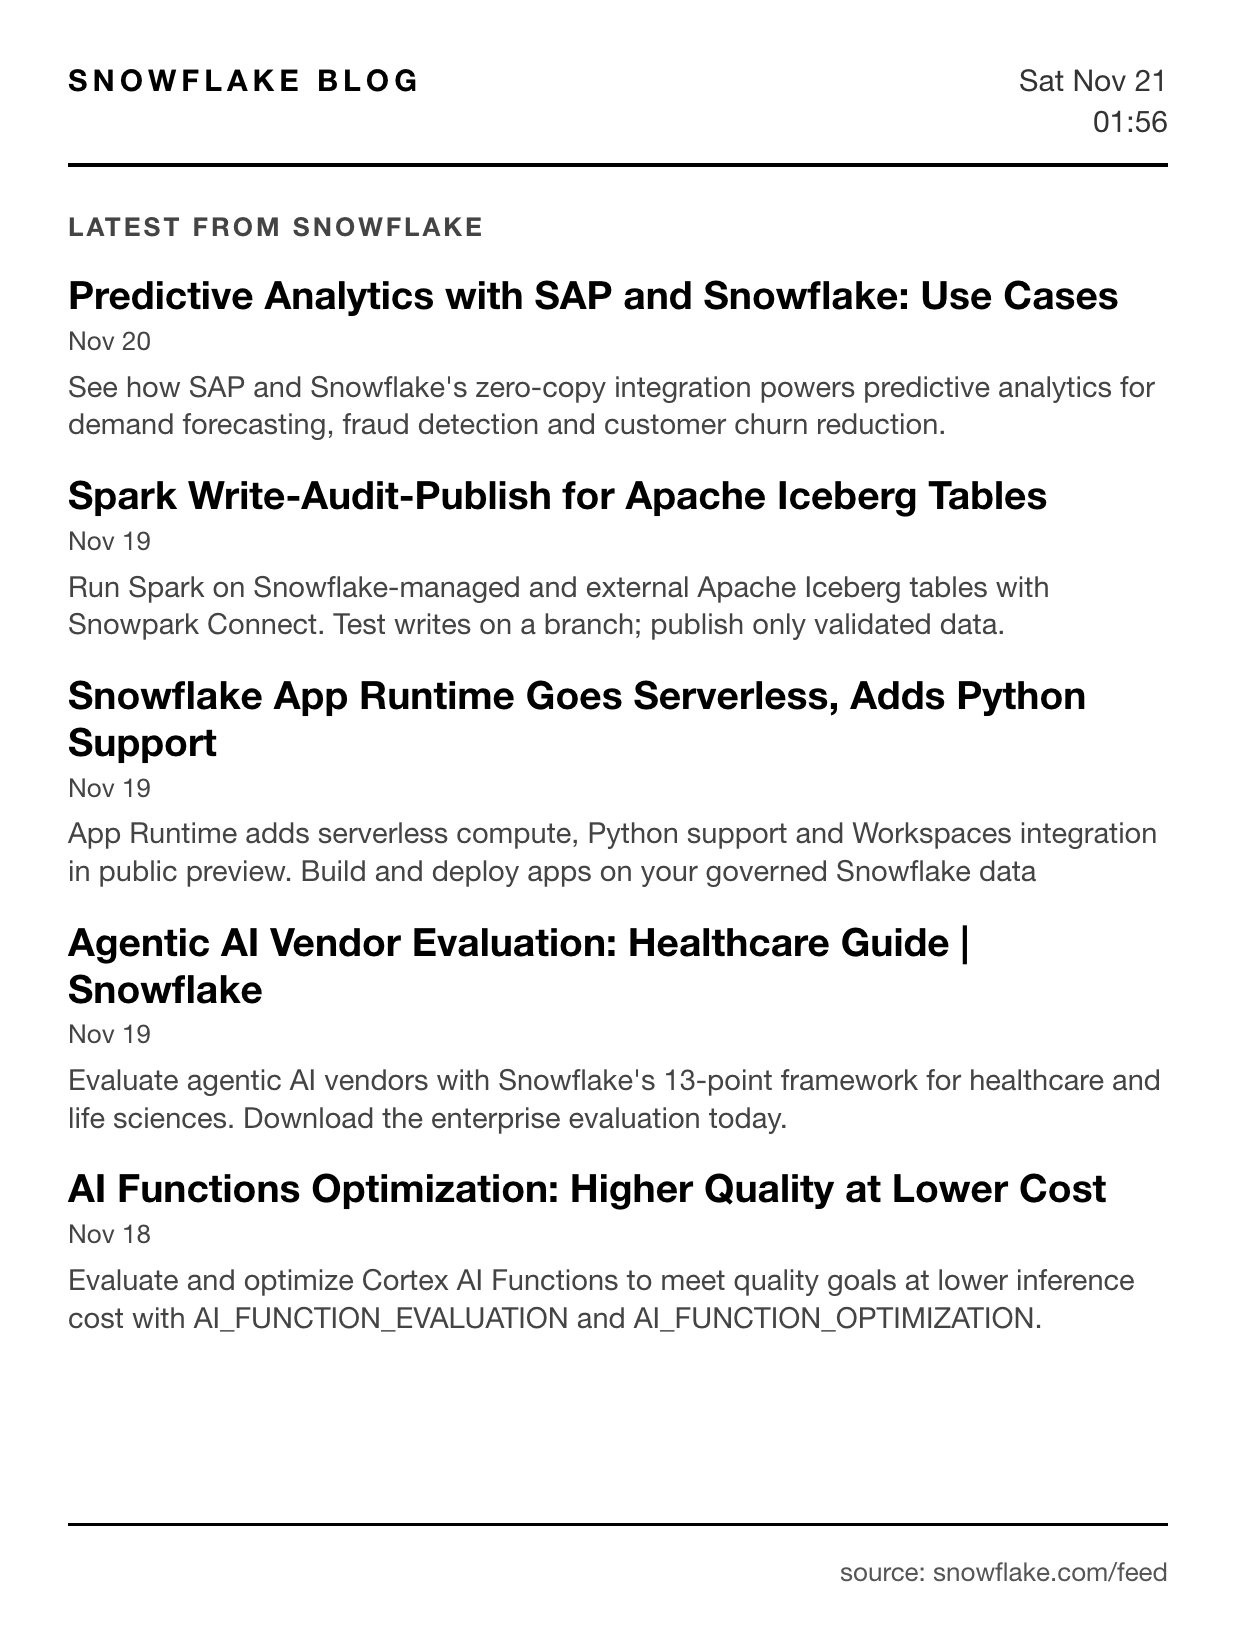 SNOWFLAKE BLOG
Sat Nov 21
01:56
LATEST FROM SNOWFLAKE
Predictive Analytics with SAP and Snowflake: Use Cases
Nov 20
See how SAP and Snowflake's zero-copy integration powers predictive analytics for
demand forecasting, fraud detection and customer churn reduction.
Spark Write-Audit-Publish for Apache Iceberg Tables
Nov 19
Run Spark on Snowflake-managed and external Apache Iceberg tables with
Snowpark Connect. Test writes on a branch; publish only validated data.
Snowflake App Runtime Goes Serverless, Adds Python
Support
Nov 19
App Runtime adds serverless compute, Python support and Workspaces integration
in public preview. Build and deploy apps on your governed Snowflake data
Agentic AI Vendor Evaluation: Healthcare Guide |
Snowflake
Nov 19
Evaluate agentic AI vendors with Snowflake's 13-point framework for healthcare and
life sciences. Download the enterprise evaluation today.
AI Functions Optimization: Higher Quality at Lower Cost
Nov 18
Evaluate and optimize Cortex AI Functions to meet quality goals at lower inference
cost with AI_FUNCTION_EVALUATION and AI_FUNCTION_OPTIMIZATION.
source: snowflake.com/feed